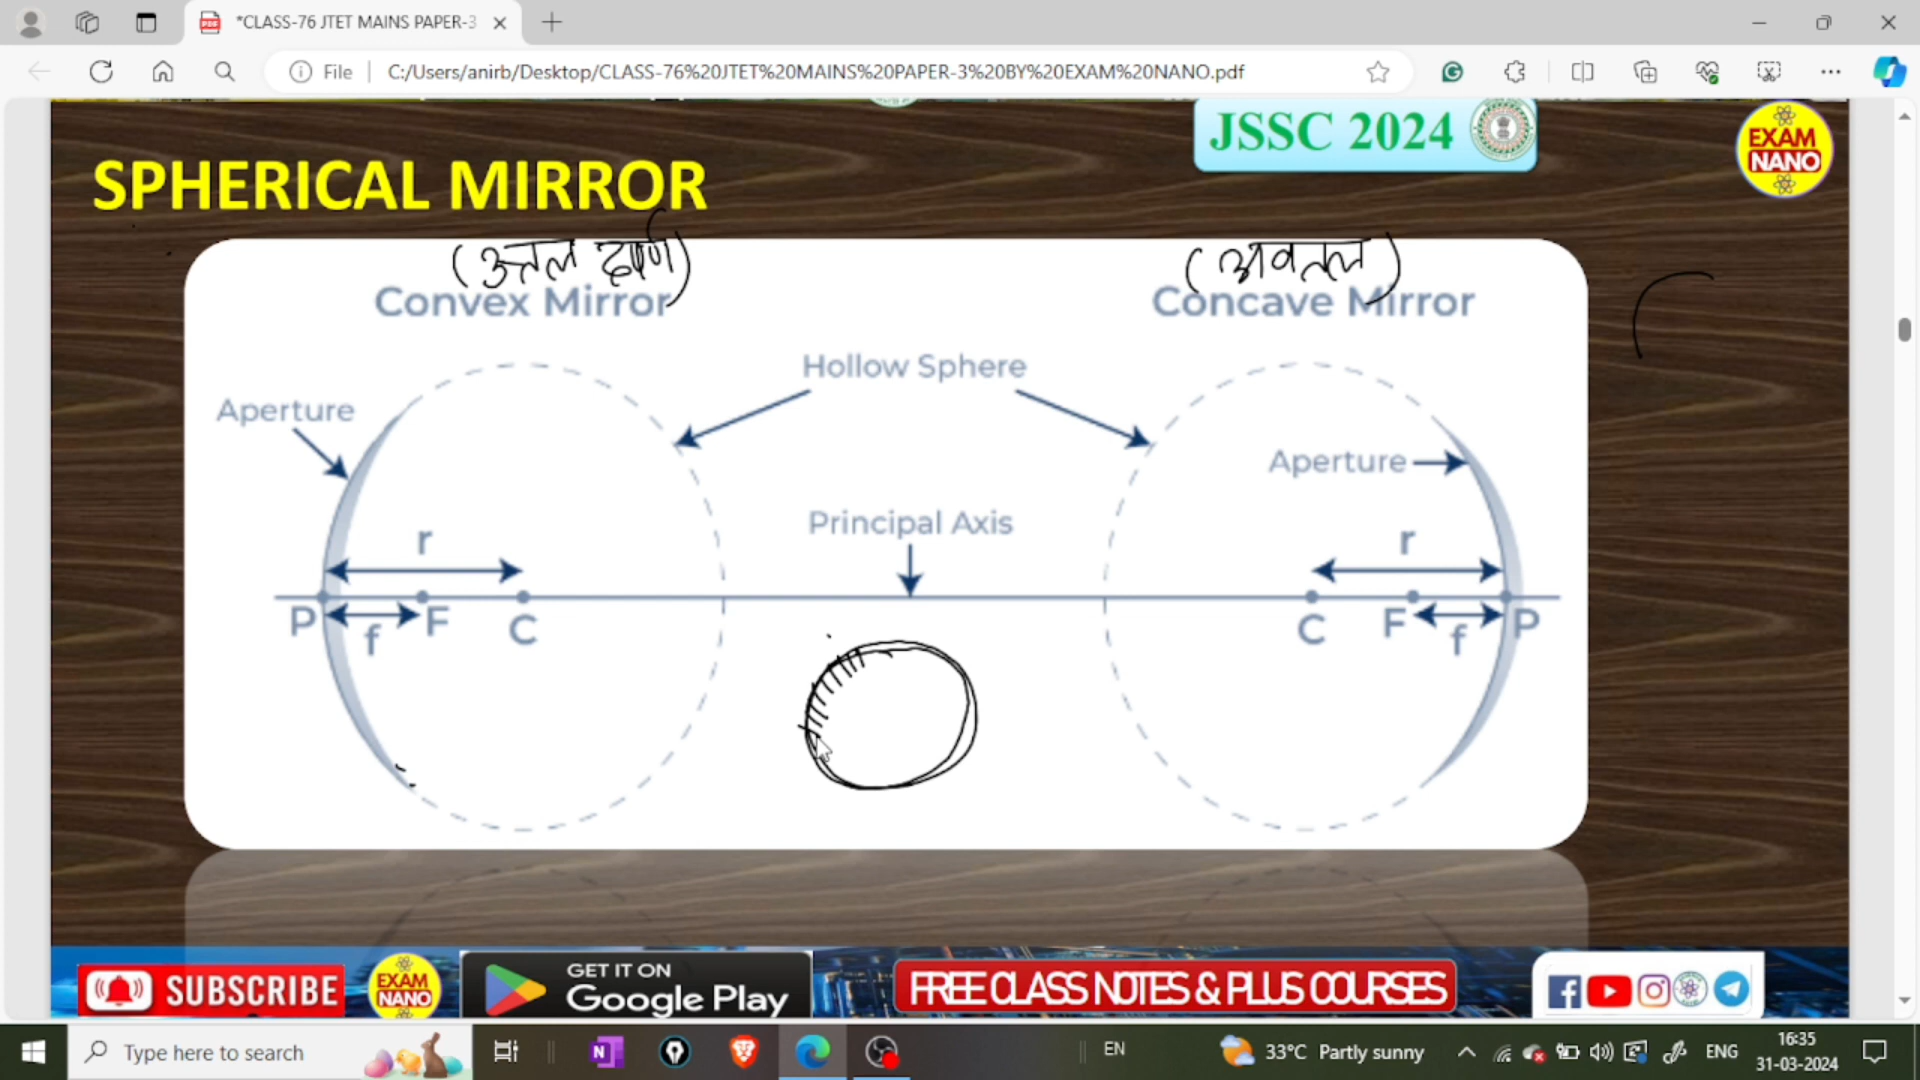 *CLASS-76 JTET MAINS PAPER-3
File
C:/Users/anirb/Desktop/CLASS-76%20JTET%20MAINS%20PAPER-3%20BY%20EXAM%20NANO.pdf
JSSC 2024
EXAM
NANO
SPHERICAL MIRROR
(उत्तल दर्पण)
(अवतल)
Convex Mirror
Concave Mirror
Hollow Sphere
Aperture
Aperture
Principal Axis
r
r
P
f
F
C
C
F
f
P
SUBSCRIBE
EXAM
NANO
GET IT ON
Google Play
FREE CLASS NOTES & PLUS COURSES
Type here to search
EN
33°C Partly sunny
ENG
16:35
31-03-2024